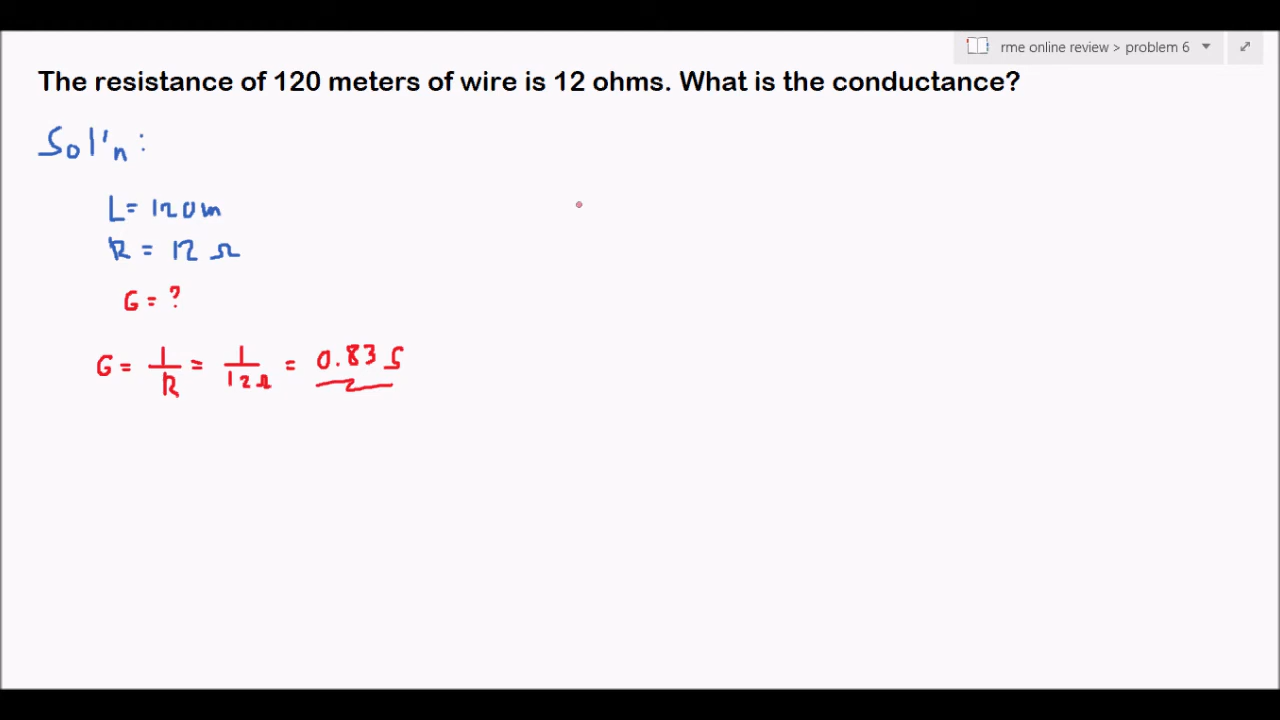 rme online review > problem 6
The resistance of 120 meters of wire is 12 ohms. What is the conductance?
Sol'n :
L = 120 m
R = 12 Ω
G = ?
G = 1/R = 1/12Ω = 0.83 S